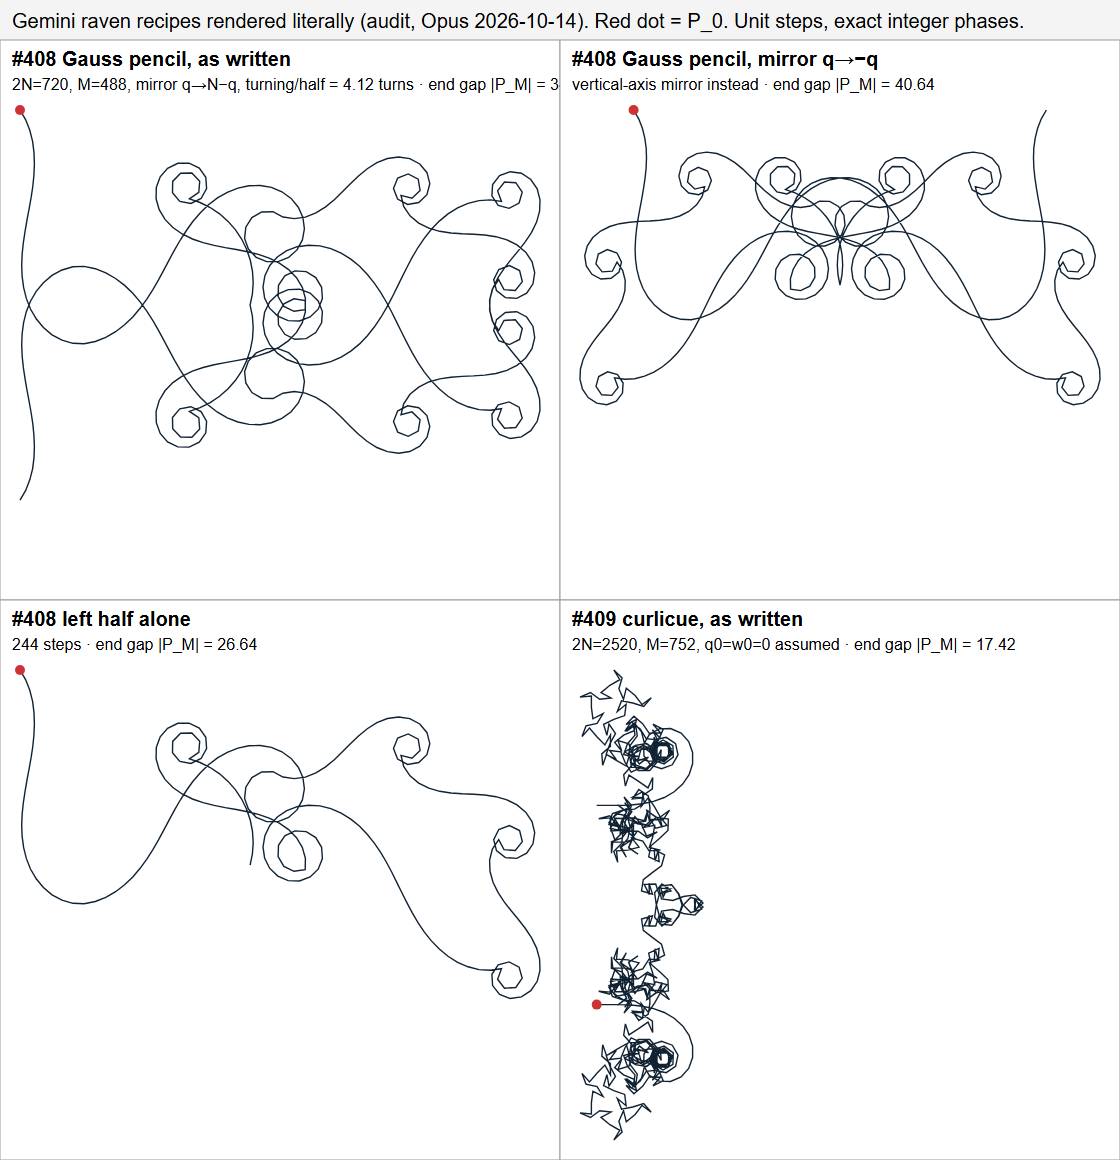 Gemini raven recipes rendered literally (audit, Opus 2026-10-14). Red dot = P_0. Unit steps, exact integer phases.
#408 Gauss pencil, as written
2N=720, M=488, mirror q→N−q, turning/half = 4.12 turns · end gap |P_M| = 3
#408 Gauss pencil, mirror q→−q
vertical-axis mirror instead · end gap |P_M| = 40.64
#408 left half alone
244 steps · end gap |P_M| = 26.64
#409 curlicue, as written
2N=2520, M=752, q0=w0=0 assumed · end gap |P_M| = 17.42